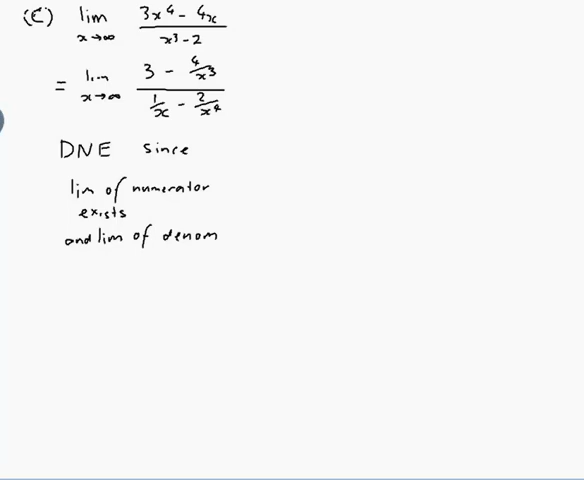 (c) lim x→∞ (3x⁴ - 4x)/(x³ - 2)
= lim x→∞ (3 - 4/x³)/(1/x - 2/x⁴)
DNE since
lim of numerator
exists
and lim of denom